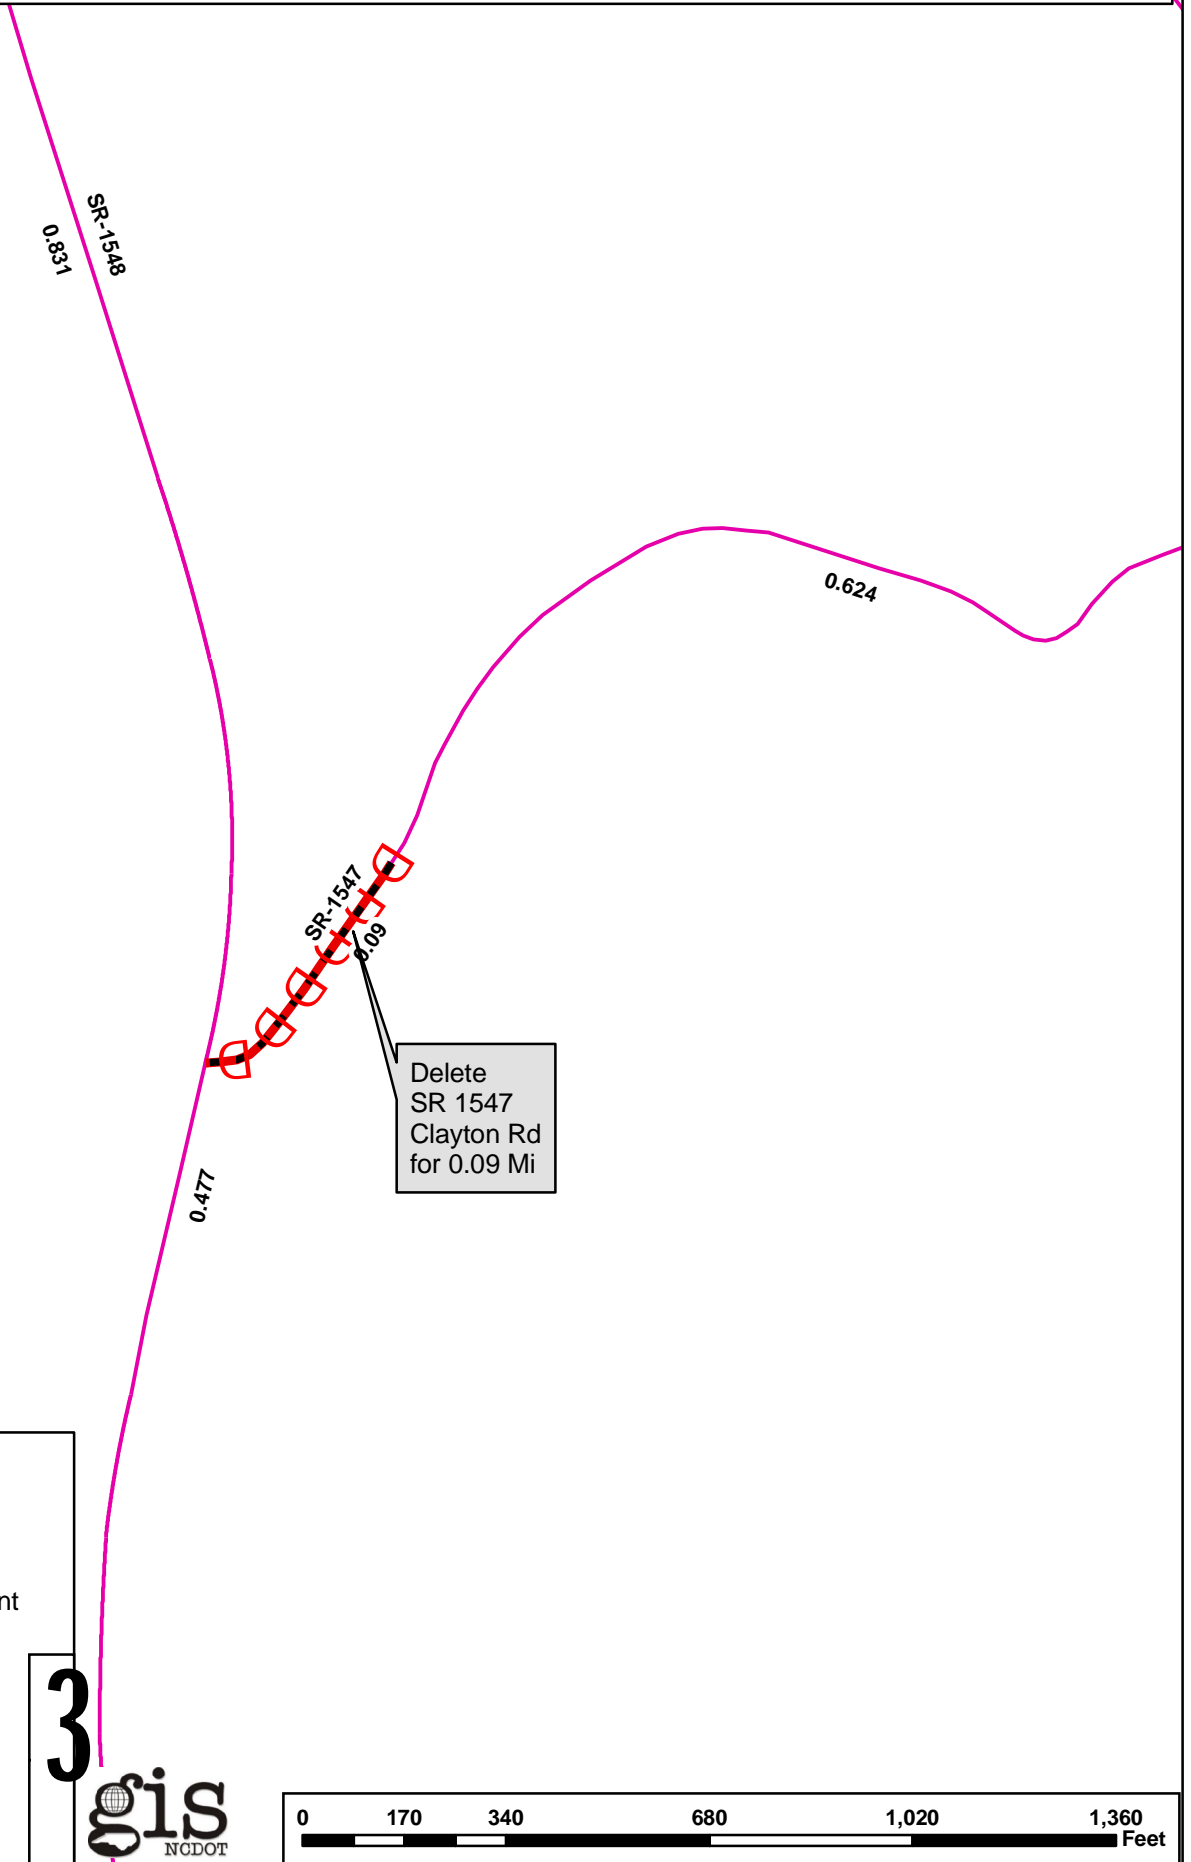 SR-1548
0.831
0.624
SR-1547
0.09
Delete
SR 1547
Clayton Rd
for 0.09 Mi
0.477
nt
3
gis
NCDOT
0 170 340 680 1,020 1,360
Feet